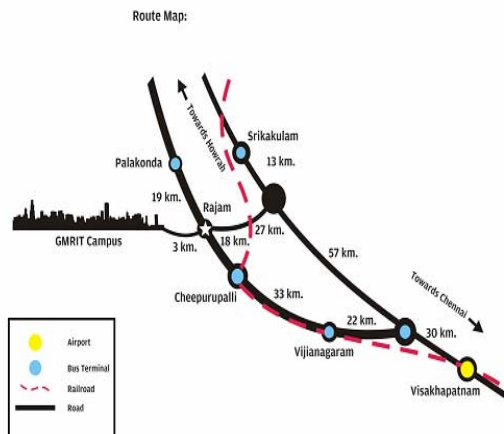 Route Map:
Towards Howrah
Srikakulam
13 km.
Palakonda
19 km.
Rajam
GMRIT Campus
3 km.
18 km.
27 km.
57 km.
Cheepurupalli
33 km.
Towards Chennai
22 km.
30 km.
Vijianagaram
Visakhapatnam
Airport
Bus Terminal
Railroad
Road